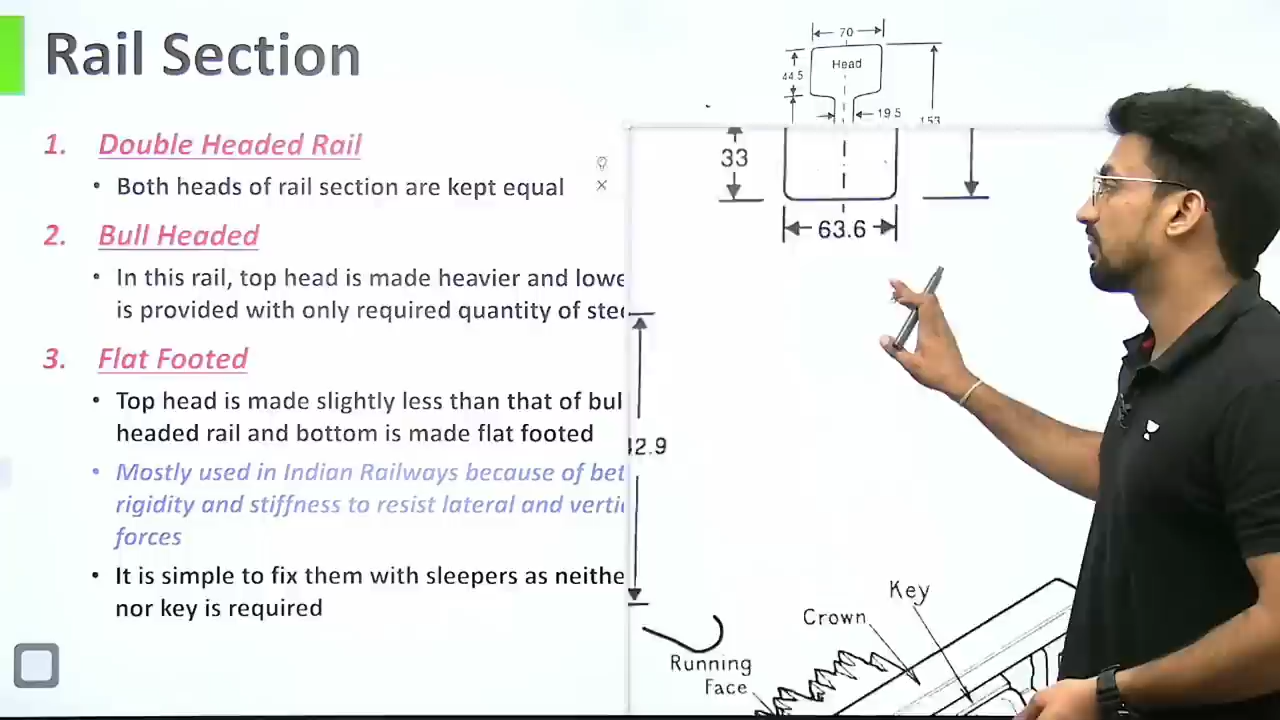 Rail Section
1. Double Headed Rail
• Both heads of rail section are kept equal
2. Bull Headed
• In this rail, top head is made heavier and lowe
is provided with only required quantity of stee
3. Flat Footed
• Top head is made slightly less than that of bul
headed rail and bottom is made flat footed
• Mostly used in Indian Railways because of bet
rigidity and stiffness to resist lateral and verti
forces
• It is simple to fix them with sleepers as neithe
nor key is required
70
Head
44.5
19.5
153
33
63.6
42.9
Key
Crown
Running
Face